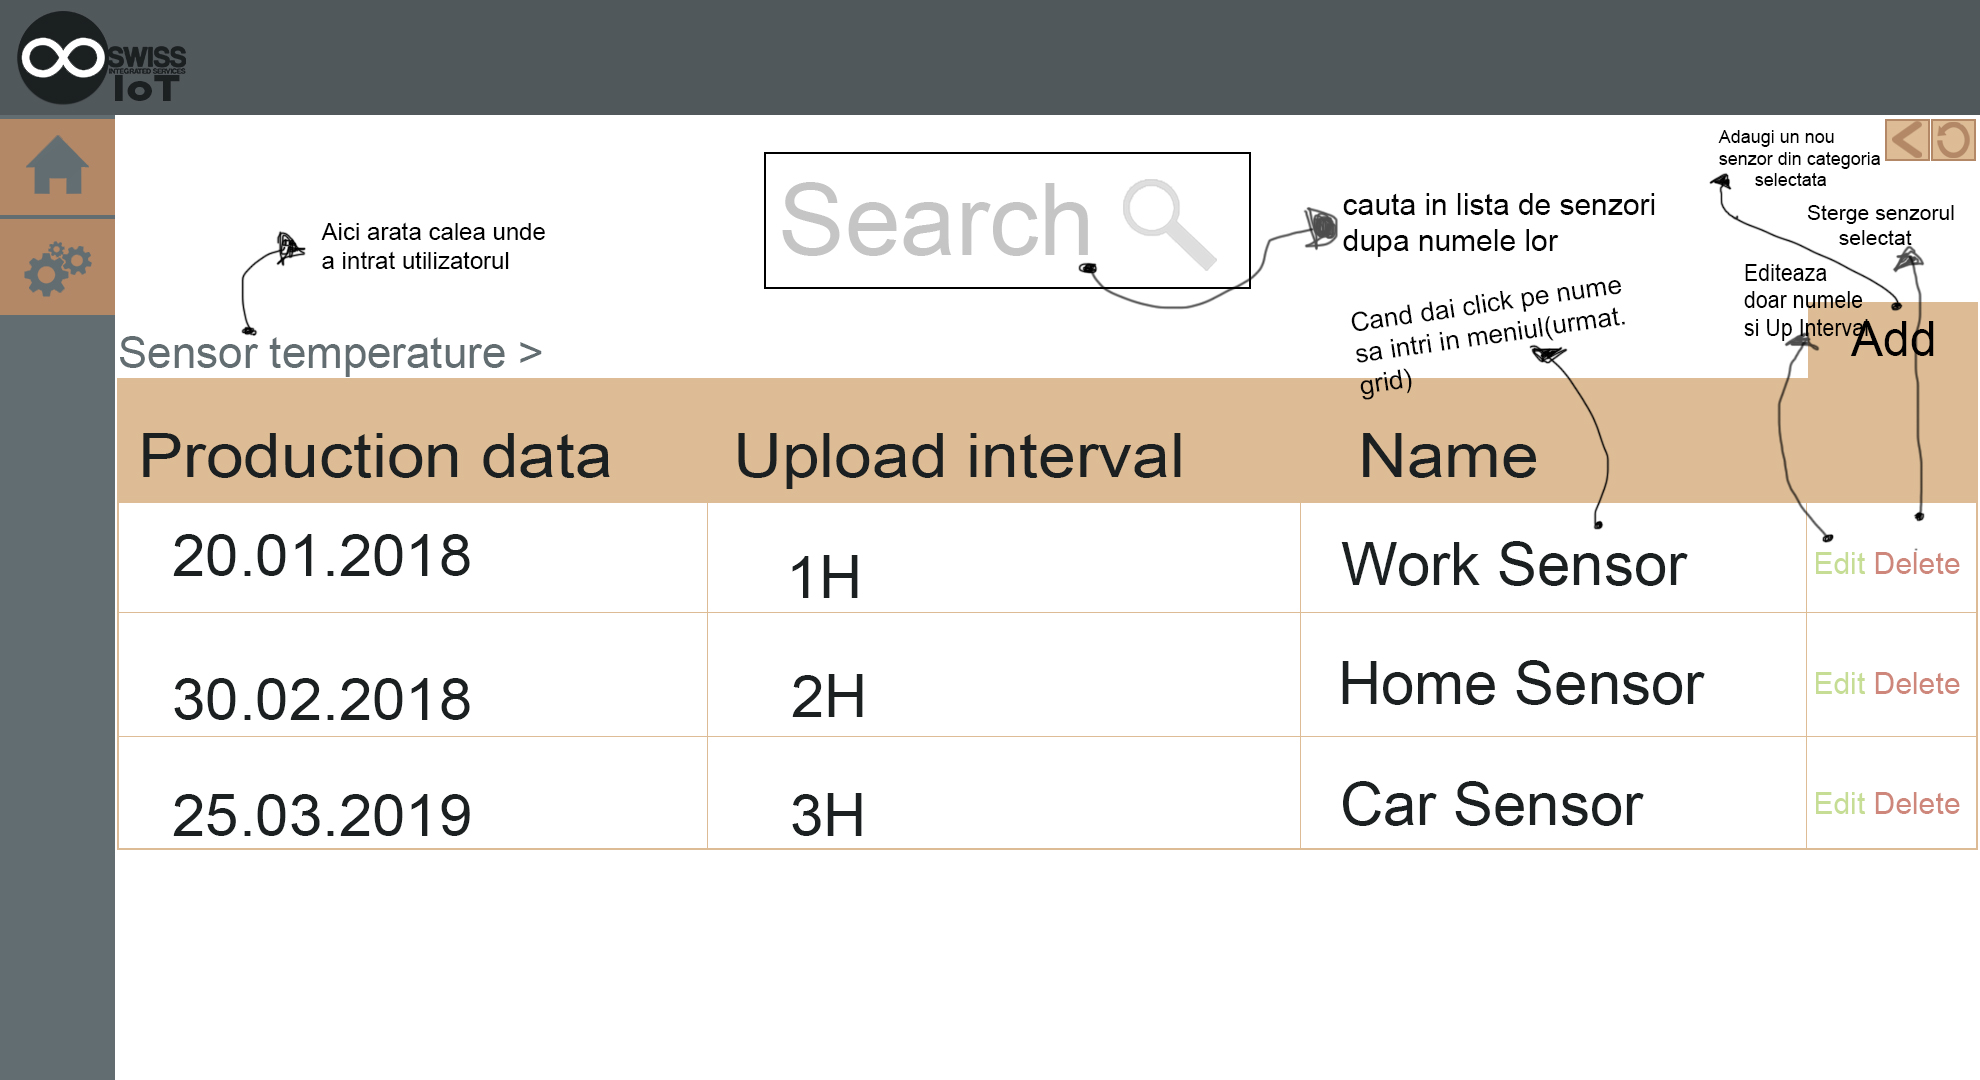 SWISS
INTEGRATED SERVICES
IoT
Adaugi un nou
senzor din categoria
selectata
Search
cauta in lista de senzori
dupa numele lor
Sterge senzorul
selectat
Aici arata calea unde
a intrat utilizatorul
Editeaza
doar numele
si Up Interval
Cand dai click pe nume
sa intri in meniul(urmat.
grid)
Add
Sensor temperature >
Production data Upload interval Name
20.01.2018 1H Work Sensor Edit Delete
30.02.2018 2H Home Sensor Edit Delete
25.03.2019 3H Car Sensor Edit Delete